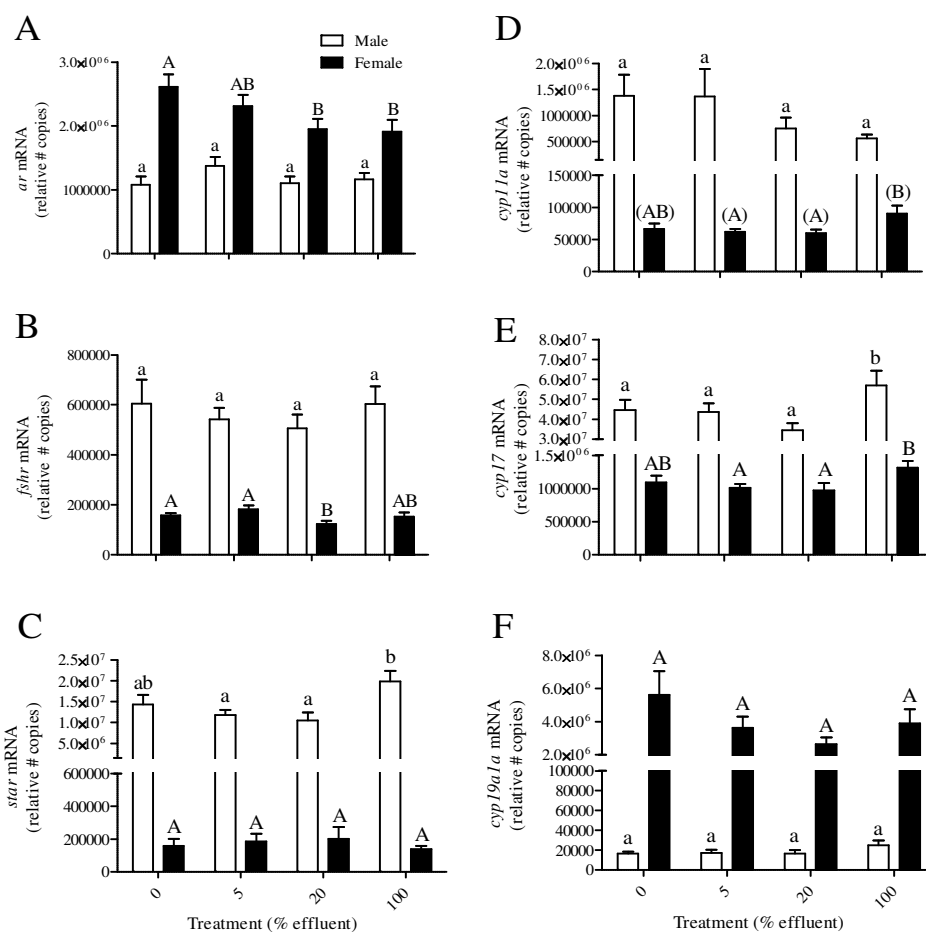 A
Male
Female
3.0×10⁰⁶
2.0×10⁰⁶
1000000
0
ar mRNA
(relative # copies)
a
A
a
AB
a
B
a
B
B
800000
600000
400000
200000
0
fshr mRNA
(relative # copies)
a
A
a
A
a
B
a
AB
C
2.5×10⁷
2.0×10⁷
1.5×10⁷
1.0×10⁷
5.0×10⁶
600000
400000
200000
0
star mRNA
(relative # copies)
ab
A
a
A
a
A
b
A
0
5
20
100
Treatment (% effluent)
D
2.0×10⁰⁶
1.5×10⁰⁶
1000000
500000
150000
100000
50000
0
cyp11a mRNA
(relative # copies)
a
(AB)
a
(A)
a
(A)
a
(B)
E
8.0×10⁷
7.0×10⁷
6.0×10⁷
5.0×10⁷
4.0×10⁷
3.0×10⁷
1.5×10⁰⁶
1000000
500000
0
cyp17 mRNA
(relative # copies)
a
AB
a
A
a
A
b
B
F
8.0×10⁶
6.0×10⁶
4.0×10⁶
2.0×10⁶
100000
80000
60000
40000
20000
0
cyp19a1a mRNA
(relative # copies)
a
A
a
A
a
A
a
A
0
5
20
100
Treatment (% effluent)